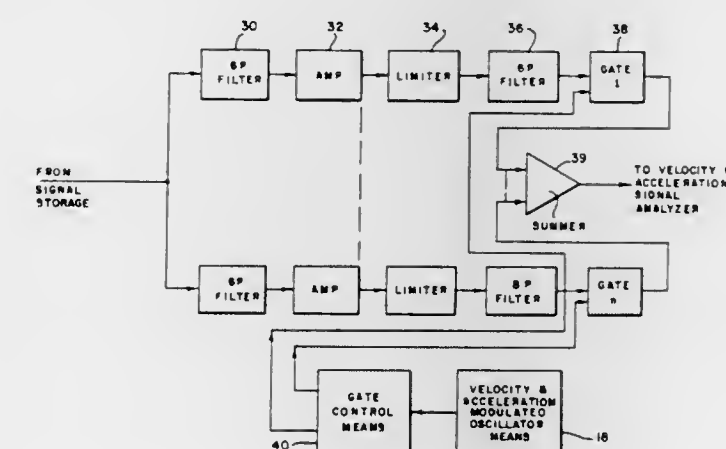 30
32
34
36
38
BP
FILTER
AMP
LIMITER
BP
FILTER
GATE
1
FROM
SIGNAL
STORAGE
39
SUMMER
TO VELOCITY
ACCELERATION
SIGNAL
ANALYZER
BP
FILTER
AMP
LIMITER
BP
FILTER
GATE
n
GATE
CONTROL
MEANS
40
VELOCITY &
ACCELERATION
MODULATED
OSCILLATOR
MEANS
18